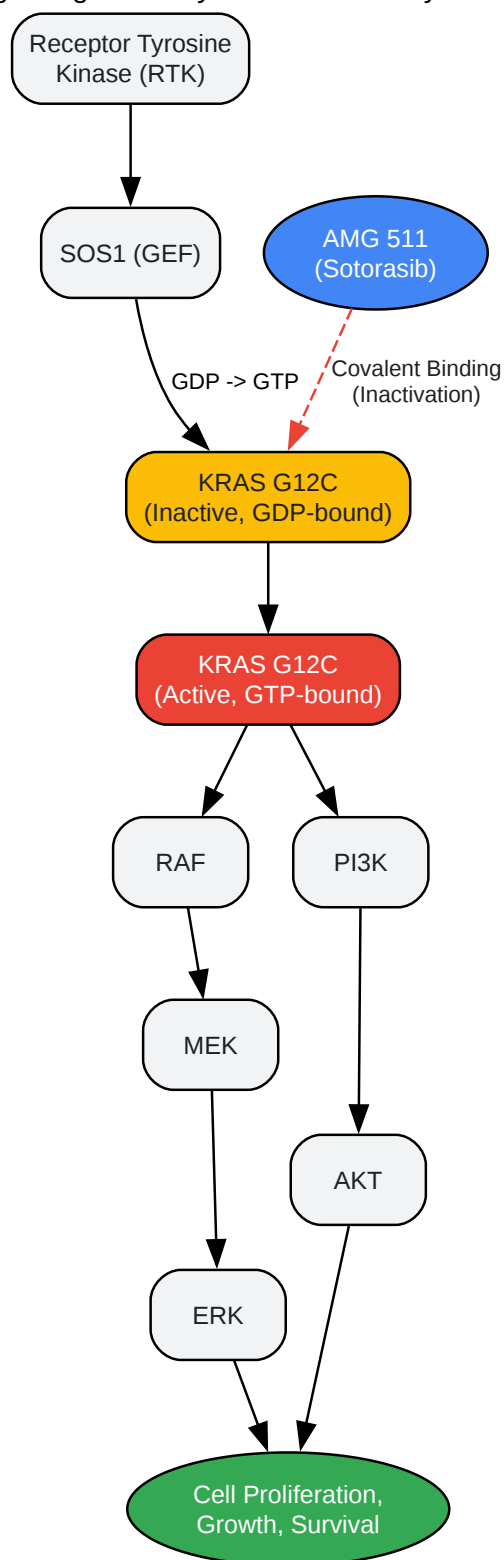 Receptor Tyrosine
Kinase (RTK)
SOS1 (GEF)
AMG 511
(Sotorasib)
GDP -> GTP
Covalent Binding
(Inactivation)
KRAS G12C
(Inactive, GDP-bound)
KRAS G12C
(Active, GTP-bound)
RAF
PI3K
MEK
AKT
ERK
Cell Proliferation,
Growth, Survival